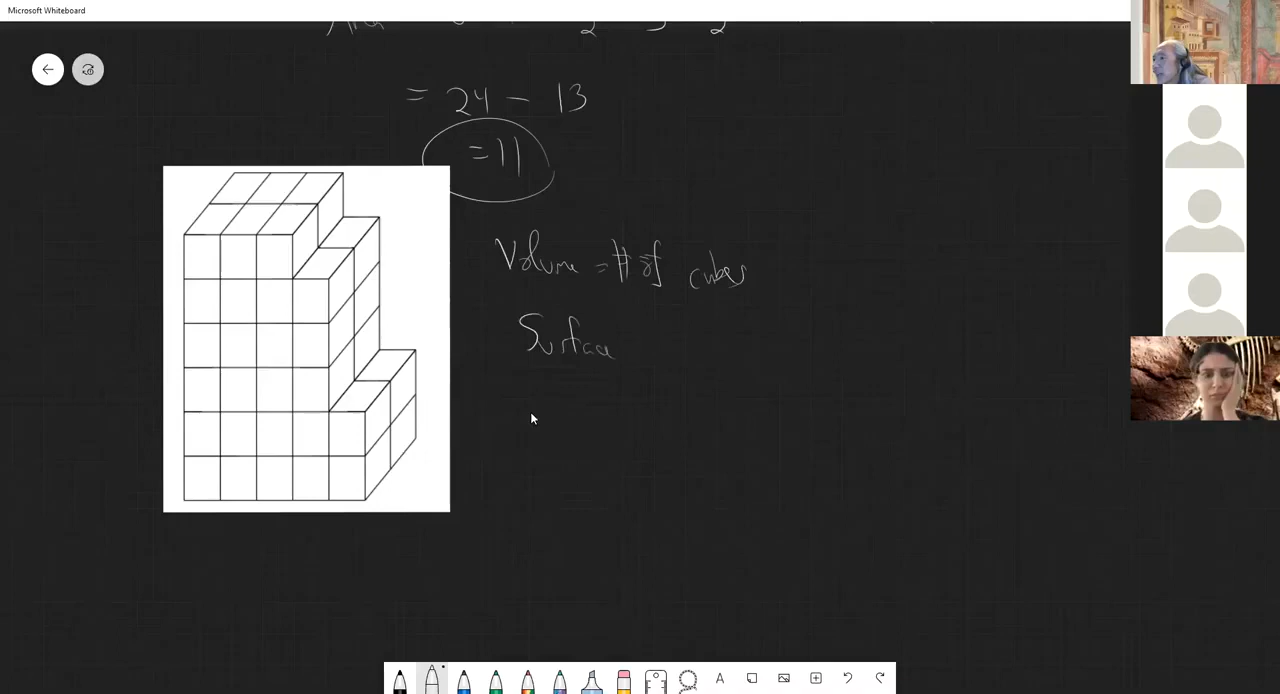 Microsoft Whiteboard
= 24 - 13
= 11
Volume = # of cubes
Surface
A